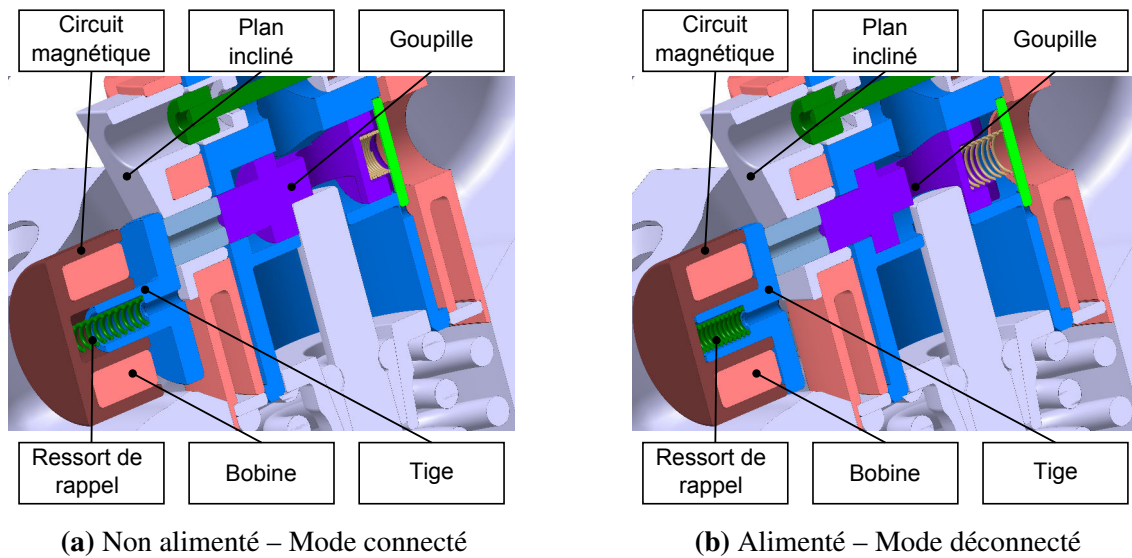 Circuit
magnétique
Plan
incliné
Goupille
Circuit
magnétique
Plan
incliné
Goupille
Ressort de
rappel
Bobine
Tige
Ressort de
rappel
Bobine
Tige
(a) Non alimenté – Mode connecté
(b) Alimenté – Mode déconnecté